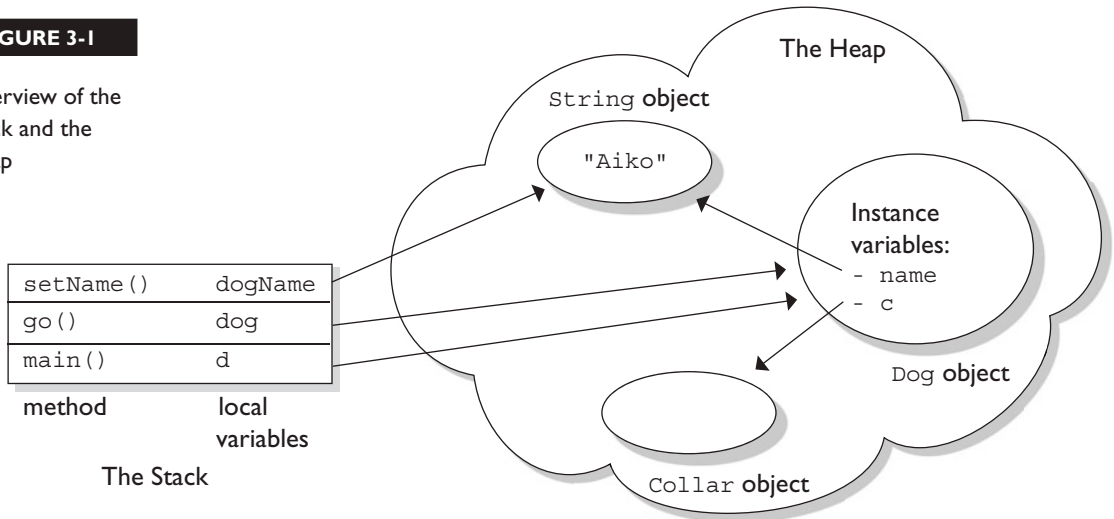 GURE 3-1
erview of the
ck and the
p
The Heap
String object
"Aiko"
Instance
variables:
- name
- c
Dog object
Collar object
setName() dogName
go() dog
main() d
method local
variables
The Stack